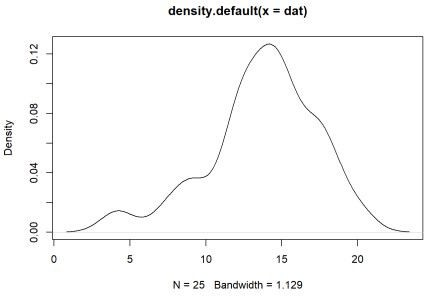 density.default(x = dat)
Density
0.12
0.08
0.04
0.00
0 5 10 15 20
N = 25 Bandwidth = 1.129